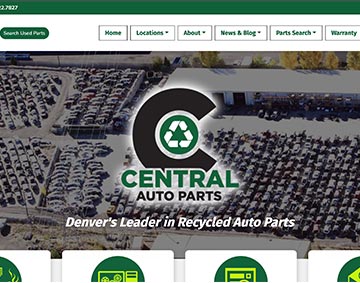 2.7827
Search Used Parts
Home Locations About News & Blog Parts Search Warranty
CENTRAL
AUTO PARTS
Denver's Leader in Recycled Auto Parts